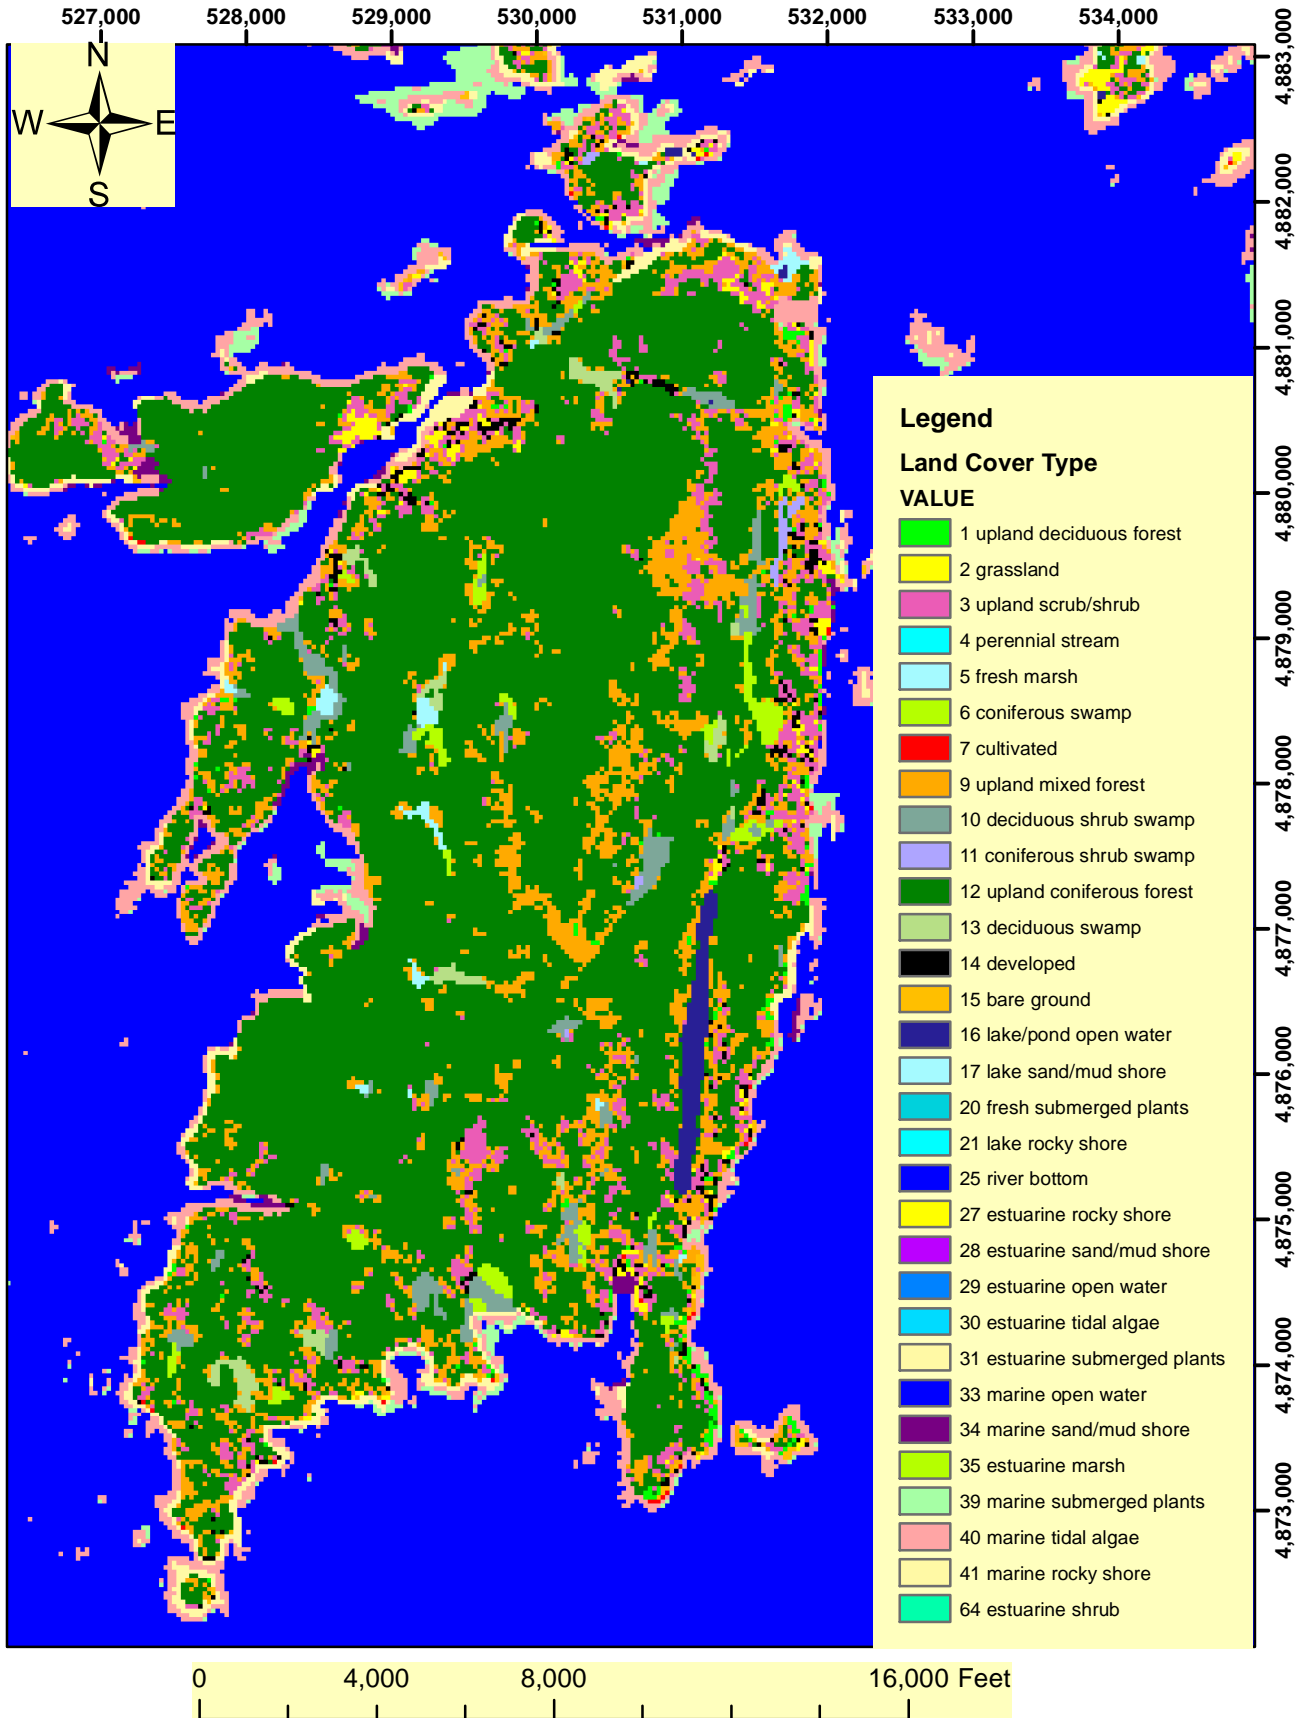 527,000 528,000 529,000 530,000 531,000 532,000 533,000 534,000
N
W E
S
4,883,000
4,882,000
4,881,000
4,880,000
4,879,000
4,878,000
4,877,000
4,876,000
4,875,000
4,874,000
4,873,000
Legend
Land Cover Type
VALUE
1 upland deciduous forest
2 grassland
3 upland scrub/shrub
4 perennial stream
5 fresh marsh
6 coniferous swamp
7 cultivated
9 upland mixed forest
10 deciduous shrub swamp
11 coniferous shrub swamp
12 upland coniferous forest
13 deciduous swamp
14 developed
15 bare ground
16 lake/pond open water
17 lake sand/mud shore
20 fresh submerged plants
21 lake rocky shore
25 river bottom
27 estuarine rocky shore
28 estuarine sand/mud shore
29 estuarine open water
30 estuarine tidal algae
31 estuarine submerged plants
33 marine open water
34 marine sand/mud shore
35 estuarine marsh
39 marine submerged plants
40 marine tidal algae
41 marine rocky shore
64 estuarine shrub
0 4,000 8,000 16,000 Feet